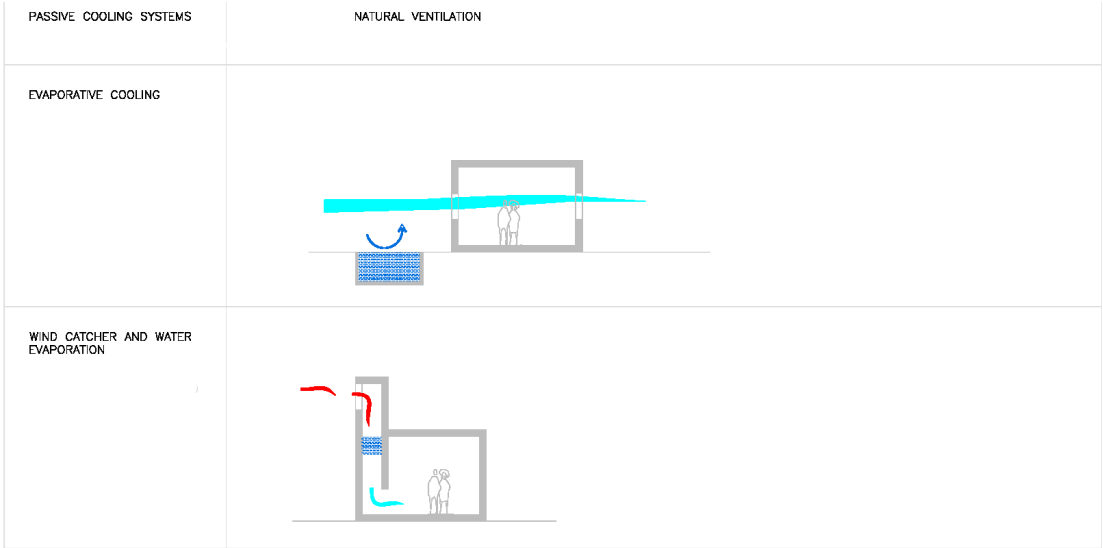 PASSIVE COOLING SYSTEMS
NATURAL VENTILATION
EVAPORATIVE COOLING
WIND CATCHER AND WATER
EVAPORATION